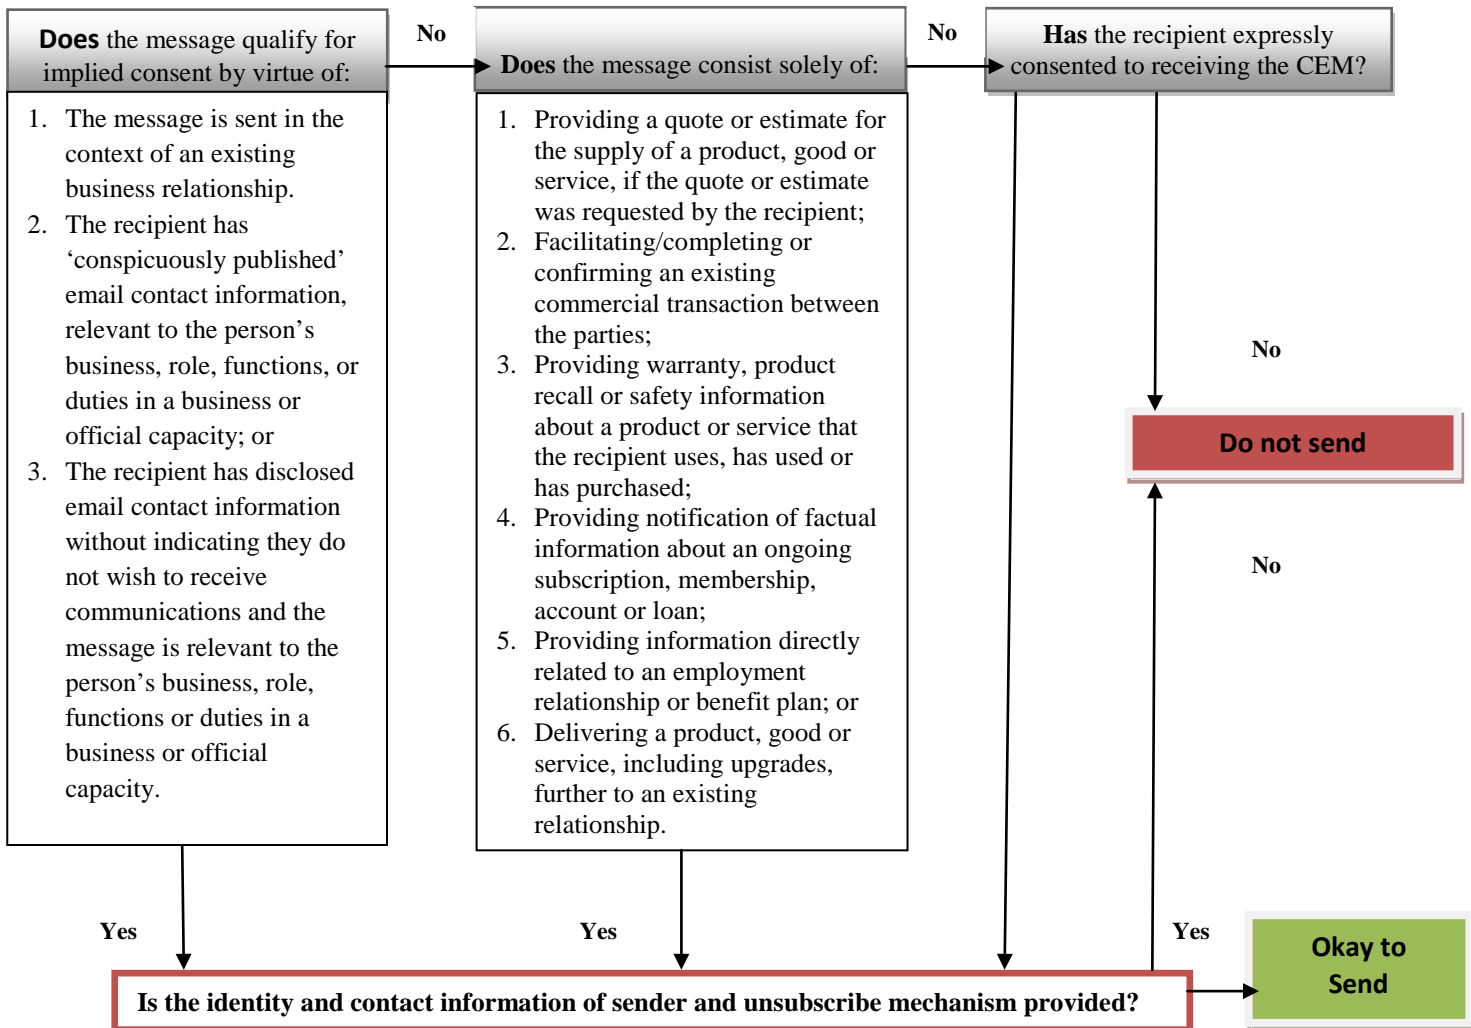 Does the message qualify for
implied consent by virtue of:
1. The message is sent in the
context of an existing
business relationship.
2. The recipient has
‘conspicuously published’
email contact information,
relevant to the person’s
business, role, functions, or
duties in a business or
official capacity; or
3. The recipient has disclosed
email contact information
without indicating they do
not wish to receive
communications and the
message is relevant to the
person’s business, role,
functions or duties in a
business or official
capacity.
No
Does the message consist solely of:
1. Providing a quote or estimate for
the supply of a product, good or
service, if the quote or estimate
was requested by the recipient;
2. Facilitating/completing or
confirming an existing
commercial transaction between
the parties;
3. Providing warranty, product
recall or safety information
about a product or service that
the recipient uses, has used or
has purchased;
4. Providing notification of factual
information about an ongoing
subscription, membership,
account or loan;
5. Providing information directly
related to an employment
relationship or benefit plan; or
6. Delivering a product, good or
service, including upgrades,
further to an existing
relationship.
No
Has the recipient expressly
consented to receiving the CEM?
No
Do not send
No
Yes
Yes
Yes
Okay to
Send
Is the identity and contact information of sender and unsubscribe mechanism provided?